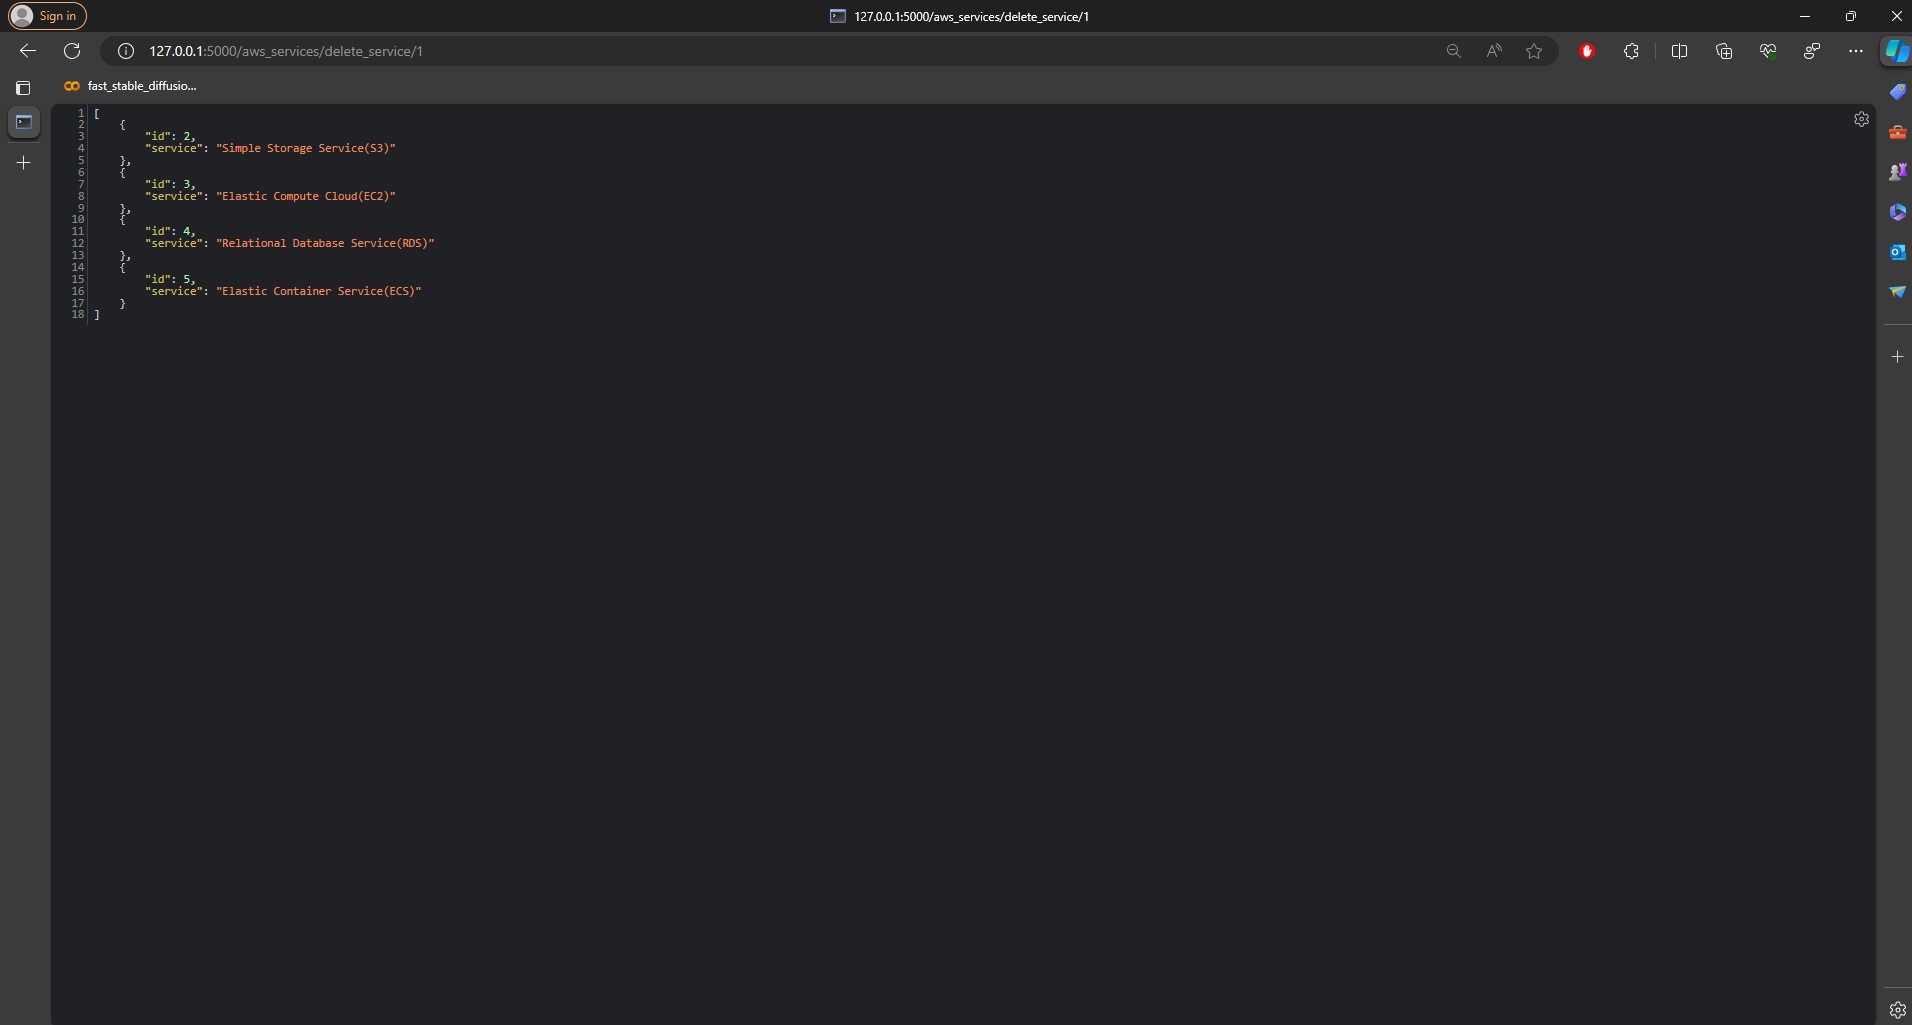 Sign in
127.0.0.1:5000/aws_services/delete_service/1
127.0.0.1:5000/aws_services/delete_service/1
fast_stable_diffusio...
1 [
2 {
3 "id": 2,
4 "service": "Simple Storage Service(S3)"
5 },
6 {
7 "id": 3,
8 "service": "Elastic Compute Cloud(EC2)"
9 },
10 {
11 "id": 4,
12 "service": "Relational Database Service(RDS)"
13 },
14 {
15 "id": 5,
16 "service": "Elastic Container Service(ECS)"
17 }
18 ]